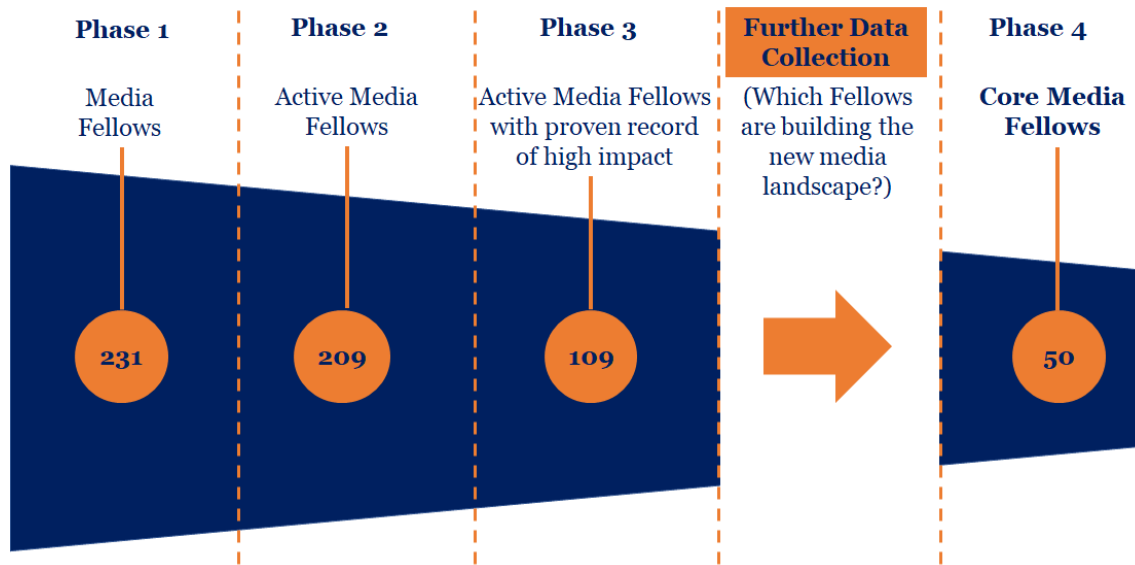 Phase 1
Media
Fellows
231
Phase 2
Active Media
Fellows
209
Phase 3
Active Media Fellows
with proven record
of high impact
109
Further Data
Collection
(Which Fellows
are building the
new media
landscape?)
Phase 4
Core Media
Fellows
50